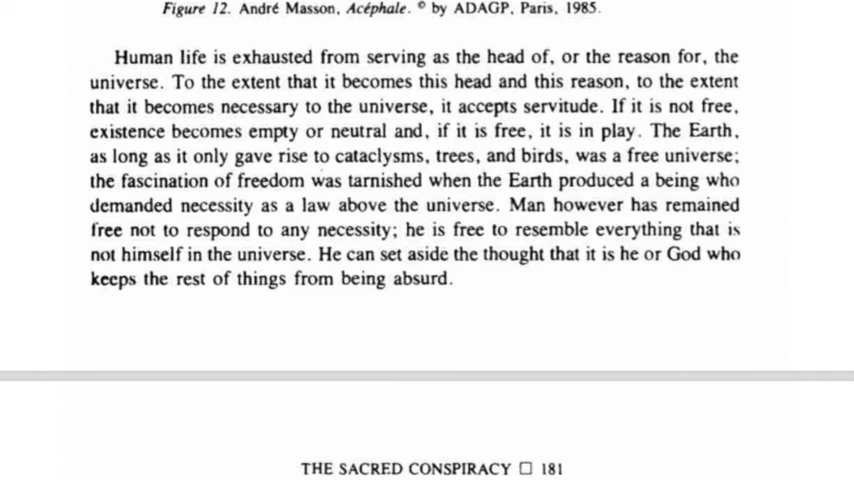 Figure 12. André Masson, Acéphale. © by ADAGP, Paris, 1985.
Human life is exhausted from serving as the head of, or the reason for, the
universe. To the extent that it becomes this head and this reason, to the extent
that it becomes necessary to the universe, it accepts servitude. If it is not free,
existence becomes empty or neutral and, if it is free, it is in play. The Earth,
as long as it only gave rise to cataclysms, trees, and birds, was a free universe;
the fascination of freedom was tarnished when the Earth produced a being who
demanded necessity as a law above the universe. Man however has remained
free not to respond to any necessity; he is free to resemble everything that is
not himself in the universe. He can set aside the thought that it is he or God who
keeps the rest of things from being absurd.
THE SACRED CONSPIRACY □ 181